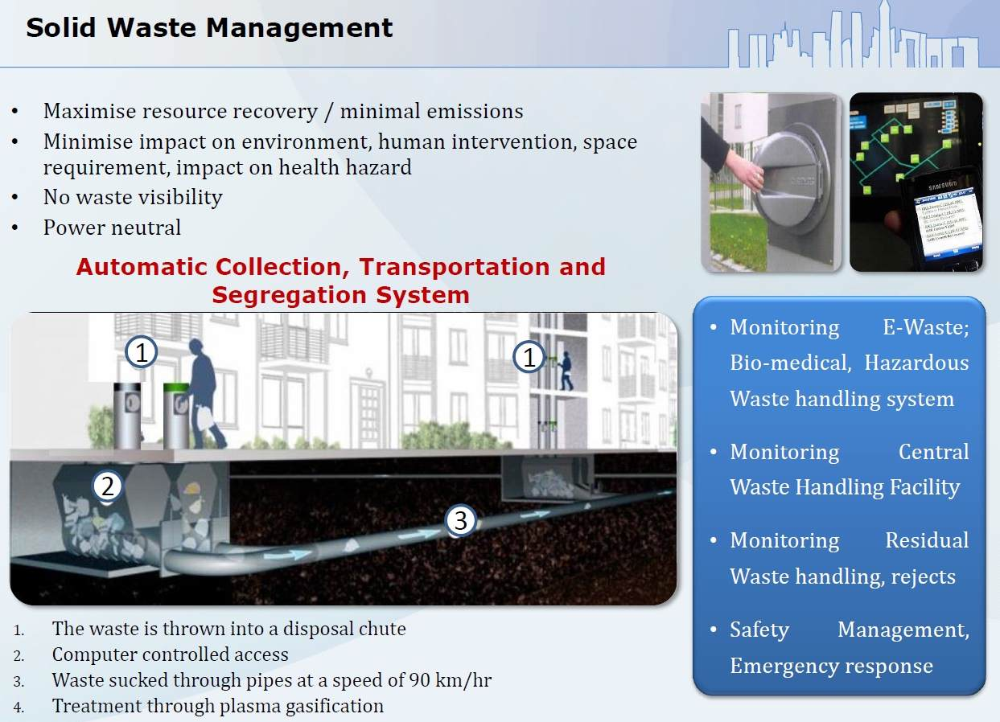 Solid Waste Management
• Maximise resource recovery / minimal emissions
• Minimise impact on environment, human intervention, space
requirement, impact on health hazard
• No waste visibility
• Power neutral
Automatic Collection, Transportation and
Segregation System
1
1
2
3
1. The waste is thrown into a disposal chute
2. Computer controlled access
3. Waste sucked through pipes at a speed of 90 km/hr
4. Treatment through plasma gasification
SAMSUNG
• Monitoring E-Waste;
Bio-medical, Hazardous
Waste handling system
• Monitoring Central
Waste Handling Facility
• Monitoring Residual
Waste handling, rejects
• Safety Management,
Emergency response